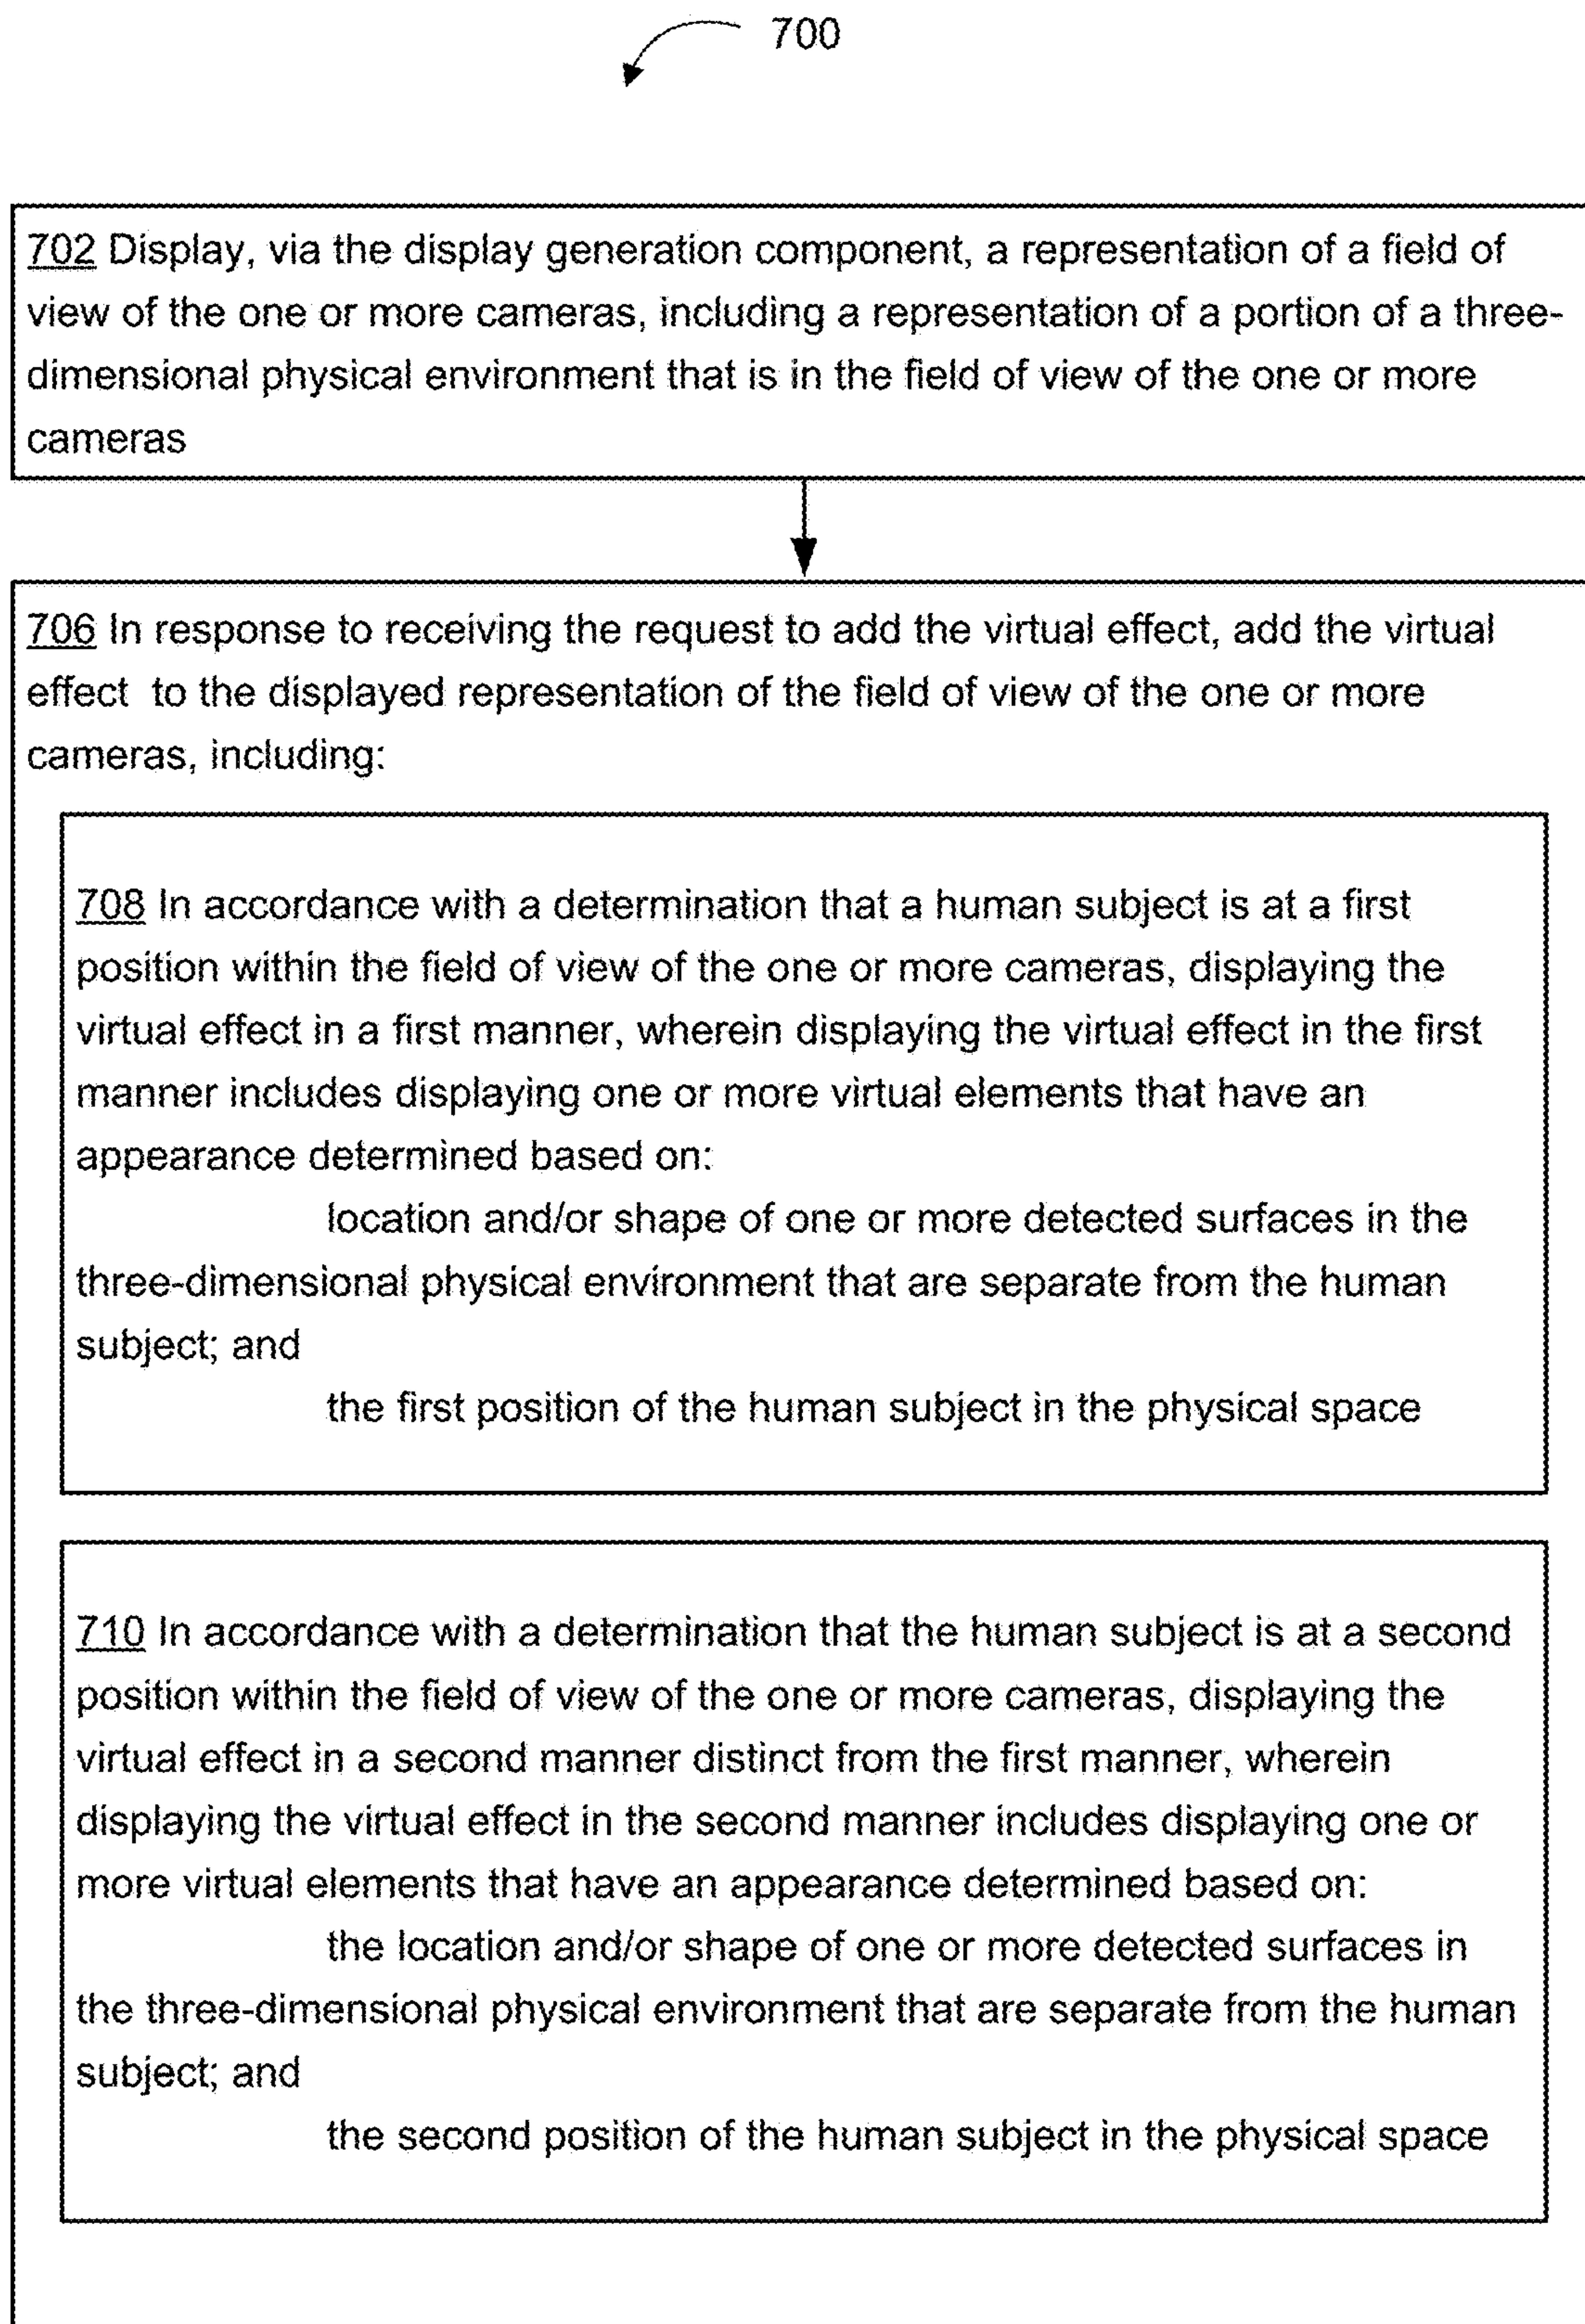 700
702 Display, via the display generation component, a representation of a field of
view of the one or more cameras, including a representation of a portion of a three-
dimensional physical environment that is in the field of view of the one or more
cameras
706 In response to receiving the request to add the virtual effect, add the virtual
effect to the displayed representation of the field of view of the one or more
cameras, including:
708 In accordance with a determination that a human subject is at a first
position within the field of view of the one or more cameras, displaying the
virtual effect in a first manner, wherein displaying the virtual effect in the first
manner includes displaying one or more virtual elements that have an
appearance determined based on:
location and/or shape of one or more detected surfaces in the
three-dimensional physical environment that are separate from the human
subject; and
the first position of the human subject in the physical space
710 In accordance with a determination that the human subject is at a second
position within the field of view of the one or more cameras, displaying the
virtual effect in a second manner distinct from the first manner, wherein
displaying the virtual effect in the second manner includes displaying one or
more virtual elements that have an appearance determined based on:
the location and/or shape of one or more detected surfaces in
the three-dimensional physical environment that are separate from the human
subject; and
the second position of the human subject in the physical space